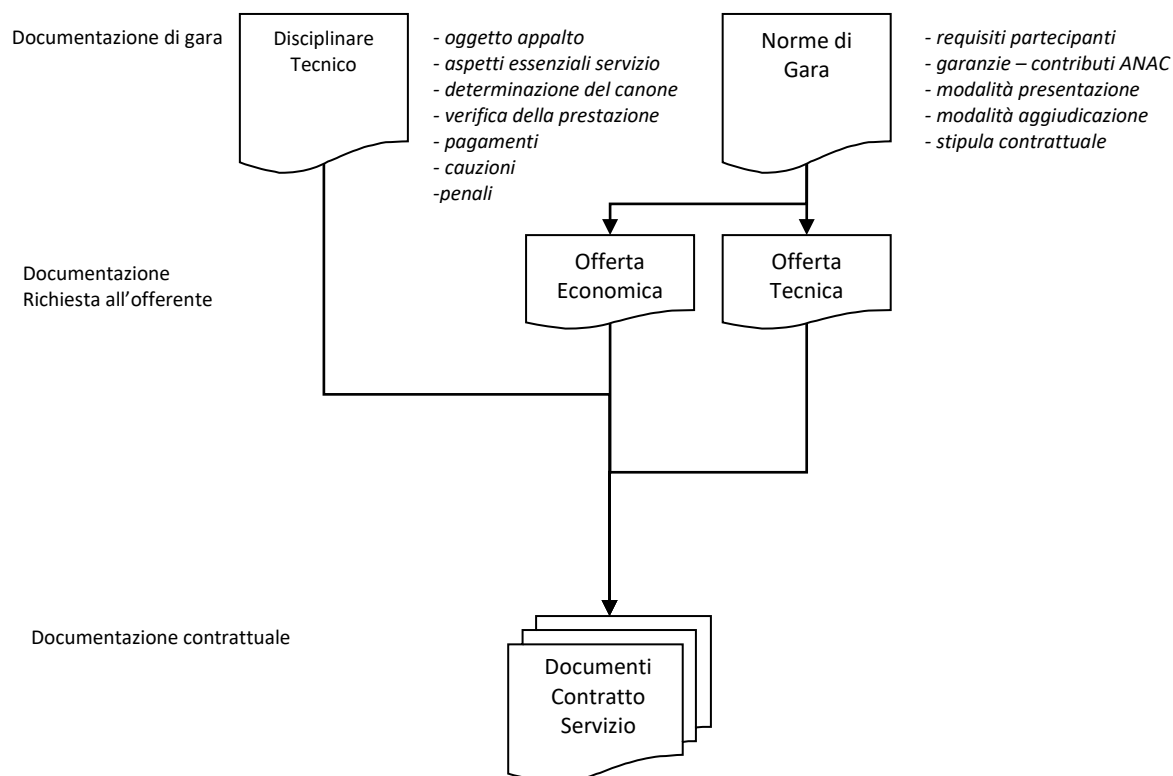 Documentazione di gara
Disciplinare
Tecnico
- oggetto appalto
- aspetti essenziali servizio
- determinazione del canone
- verifica della prestazione
- pagamenti
- cauzioni
-penali
Norme di
Gara
- requisiti partecipanti
- garanzie – contributi ANAC
- modalità presentazione
- modalità aggiudicazione
- stipula contrattuale
Documentazione
Richiesta all’offerente
Offerta
Economica
Offerta
Tecnica
Documentazione contrattuale
Documenti
Contratto
Servizio